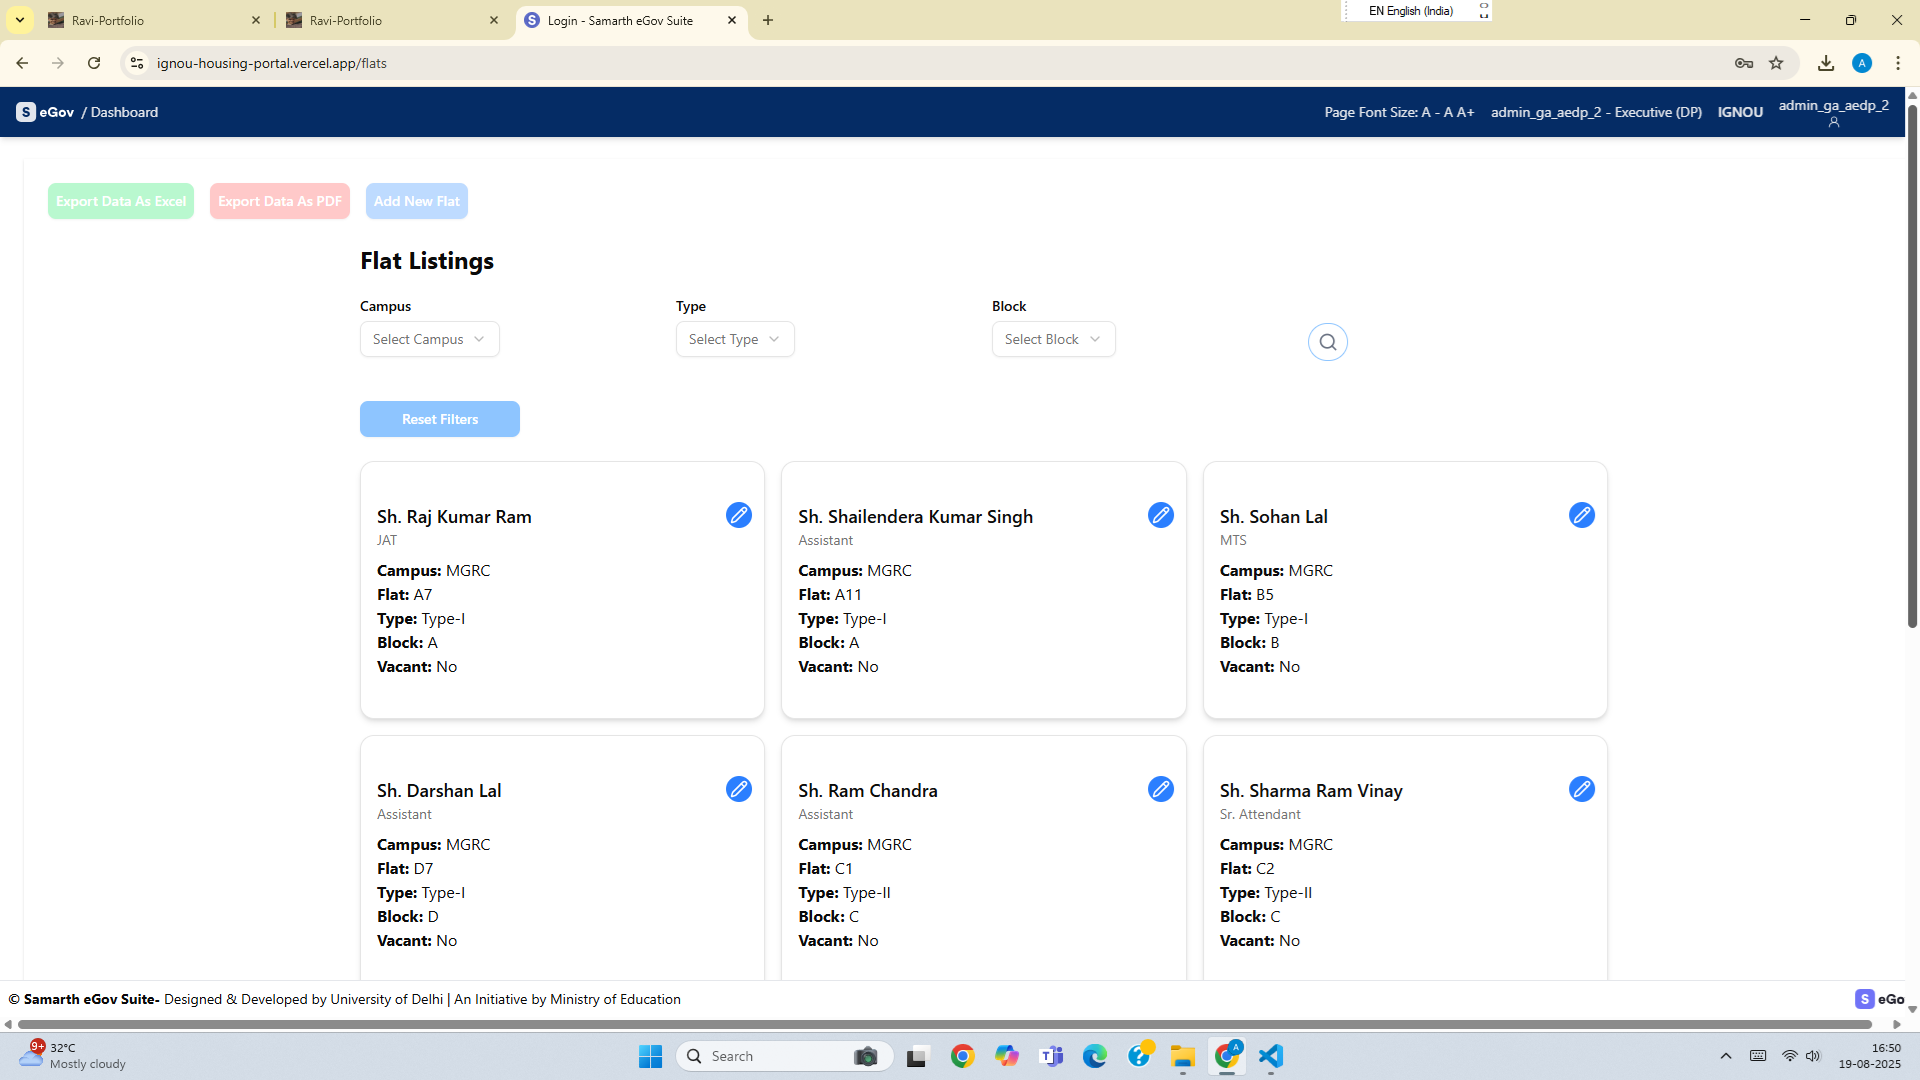 Ravi-Portfolio
Ravi-Portfolio
S Login - Samarth eGov Suite
EN English (India)
ignou-housing-portal.vercel.app/flats
A
S eGov / Dashboard
Page Font Size: A - A A+ admin_ga_aedp_2 - Executive (DP) IGNOU admin_ga_aedp_2
Export Data As Excel Export Data As PDF Add New Flat
Flat Listings
Campus Type Block
Select Campus Select Type Select Block
Reset Filters
Sh. Raj Kumar Ram
JAT
Campus: MGRC
Flat: A7
Type: Type-I
Block: A
Vacant: No
Sh. Shailendera Kumar Singh
Assistant
Campus: MGRC
Flat: A11
Type: Type-I
Block: A
Vacant: No
Sh. Sohan Lal
MTS
Campus: MGRC
Flat: B5
Type: Type-I
Block: B
Vacant: No
Sh. Darshan Lal
Assistant
Campus: MGRC
Flat: D7
Type: Type-I
Block: D
Vacant: No
Sh. Ram Chandra
Assistant
Campus: MGRC
Flat: C1
Type: Type-II
Block: C
Vacant: No
Sh. Sharma Ram Vinay
Sr. Attendant
Campus: MGRC
Flat: C2
Type: Type-II
Block: C
Vacant: No
© Samarth eGov Suite- Designed & Developed by University of Delhi | An Initiative by Ministry of Education
S eGo
9+
32°C
Mostly cloudy
Search
A
16:50
19-08-2025